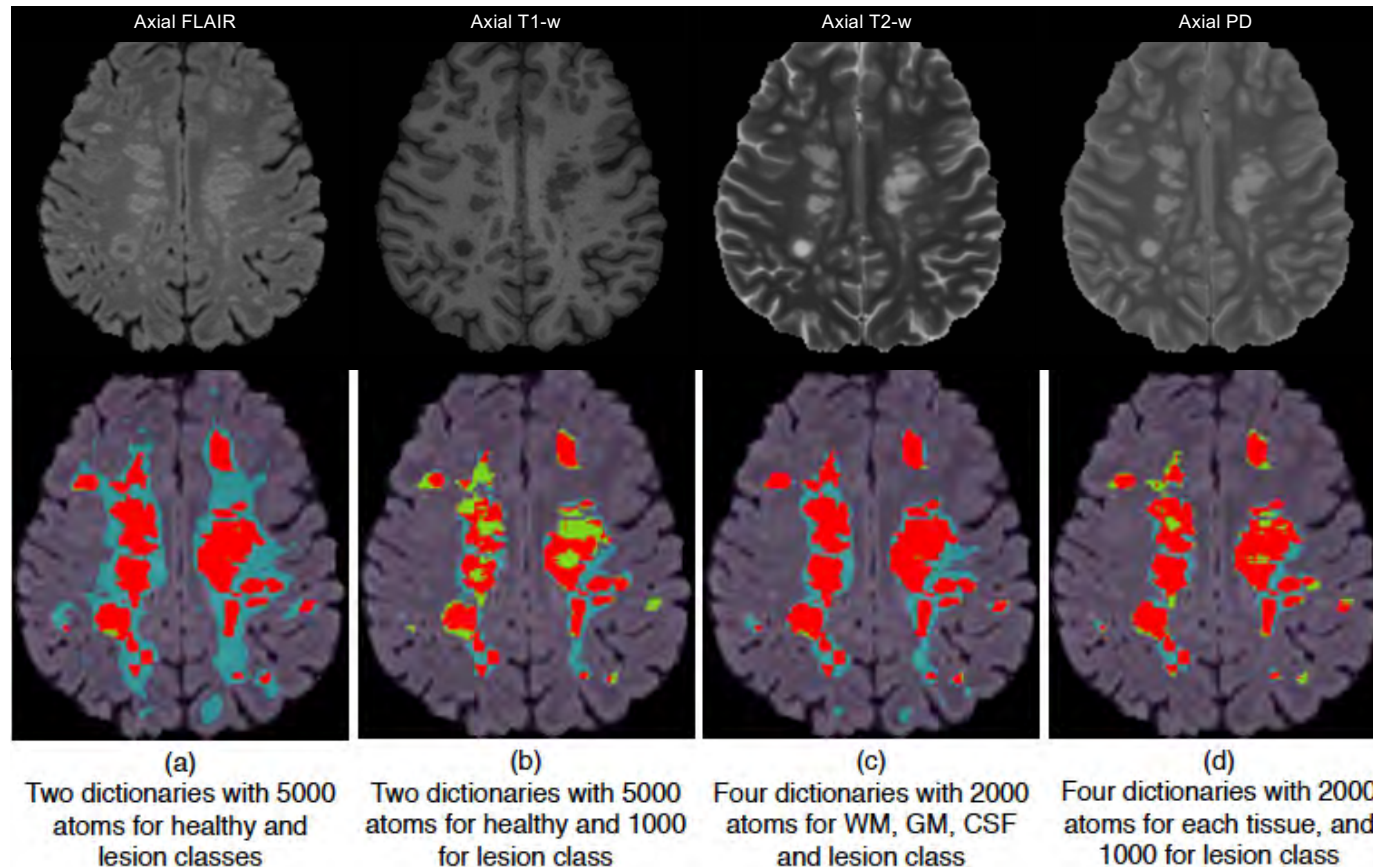 Axial FLAIR
Axial T1-w
Axial T2-w
Axial PD
(a)
Two dictionaries with 5000
atoms for healthy and
lesion classes
(b)
Two dictionaries with 5000
atoms for healthy and 1000
for lesion class
(c)
Four dictionaries with 2000
atoms for WM, GM, CSF
and lesion class
(d)
Four dictionaries with 2000
atoms for each tissue, and
1000 for lesion class